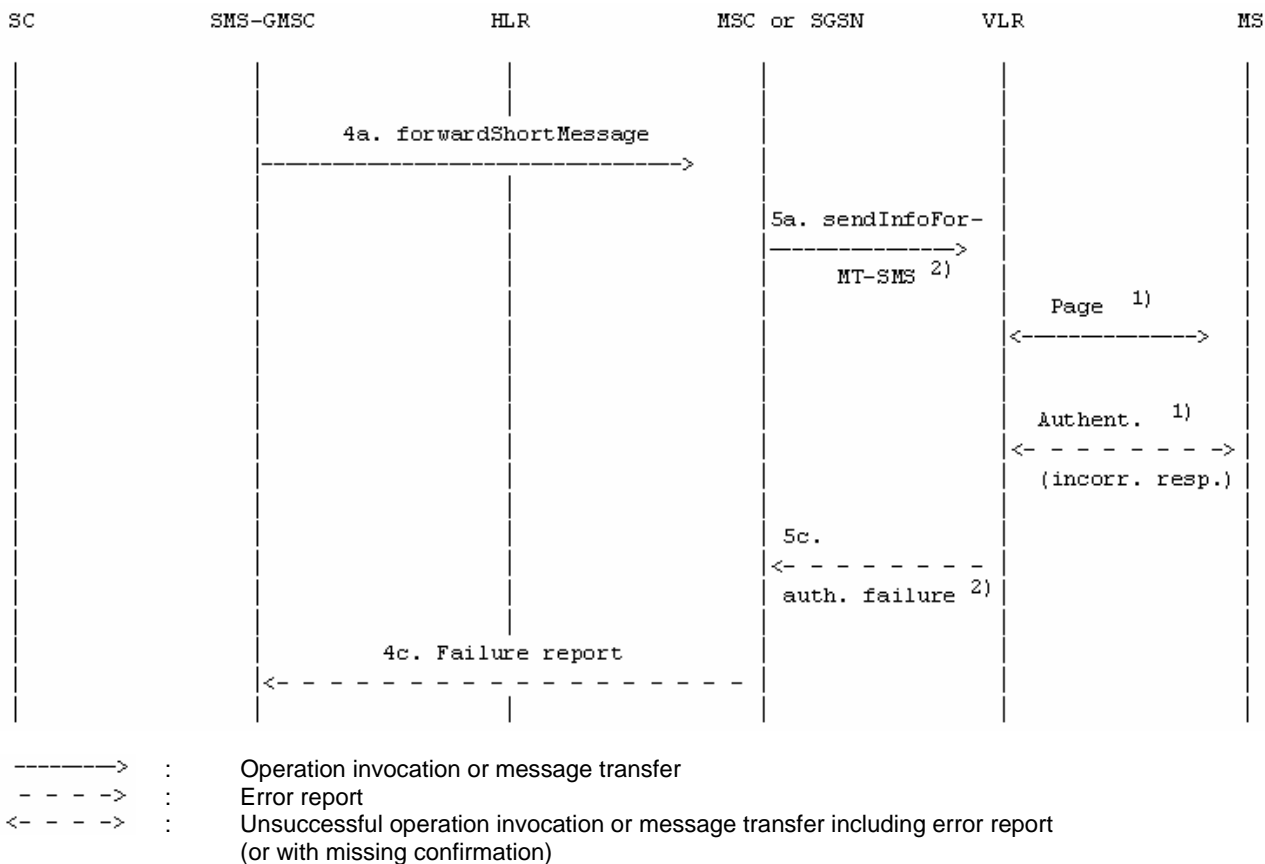 SC SMS-GMSC HLR MSC or SGSN VLR MS
4a. forwardShortMessage
5a. sendInfoFor-
MT-SMS 2)
Page 1)
Authent. 1)
(incorr. resp.)
5c.
auth. failure 2)
4c. Failure report
: Operation invocation or message transfer
: Error report
: Unsuccessful operation invocation or message transfer including error report
(or with missing confirmation)